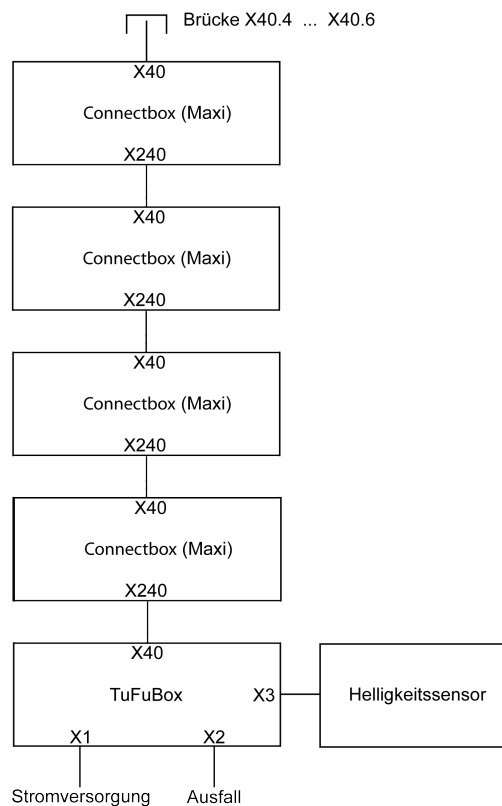 Brücke X40.4 ... X40.6
X40
Connectbox (Maxi)
X240
X40
Connectbox (Maxi)
X240
X40
Connectbox (Maxi)
X240
X40
Connectbox (Maxi)
X240
X40
TuFuBox
X3
Helligkeitssensor
X1 X2
Stromversorgung Ausfall